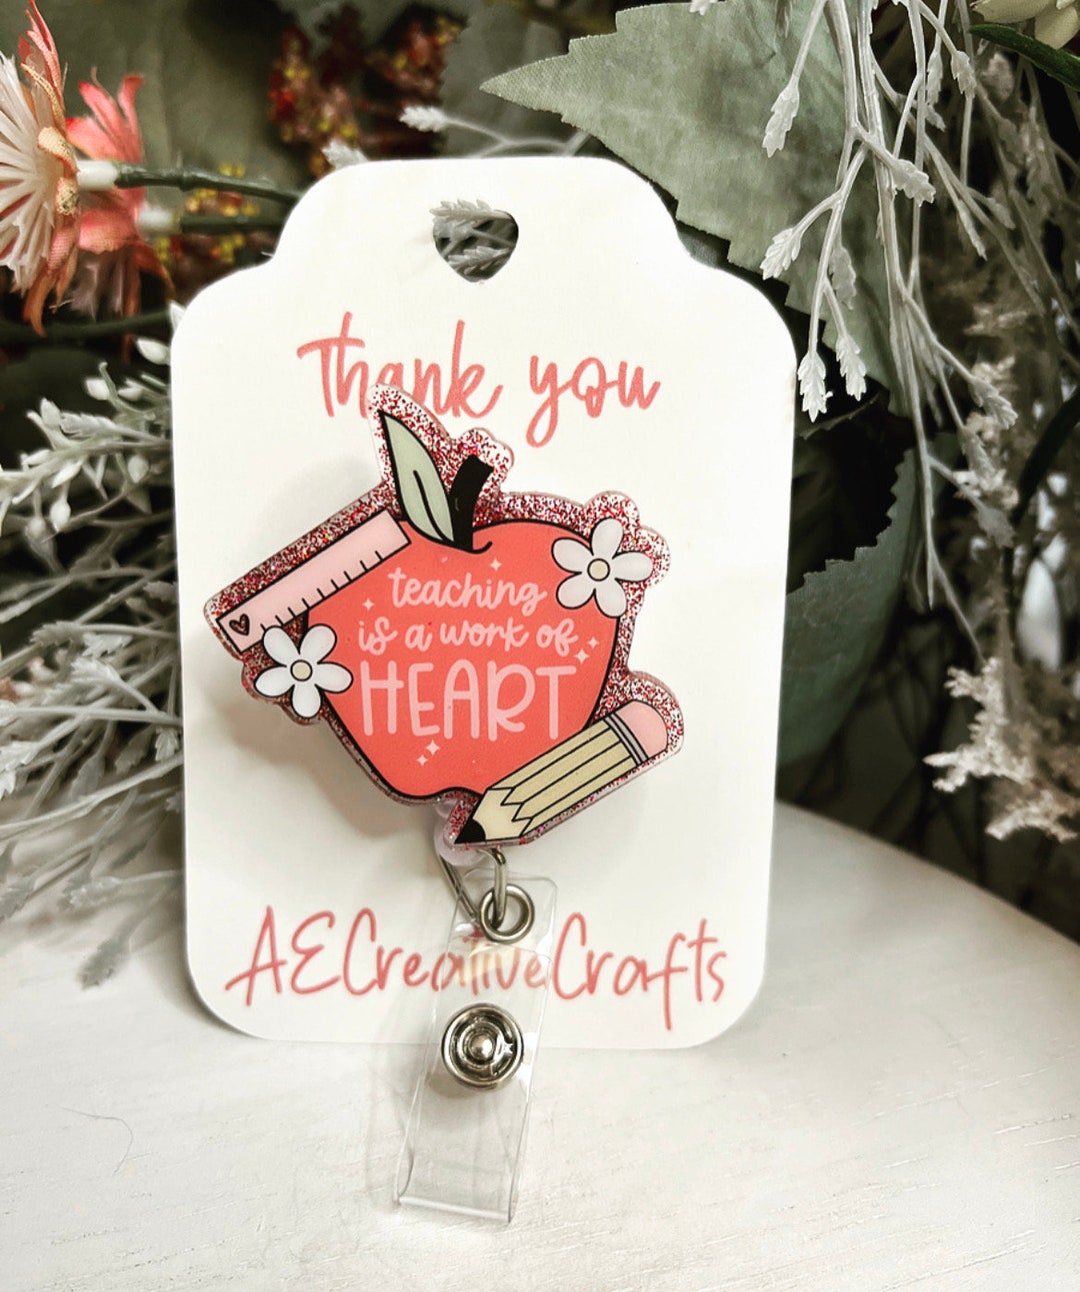 Thank you
teaching
is a work of
HEART
AECreativeCrafts